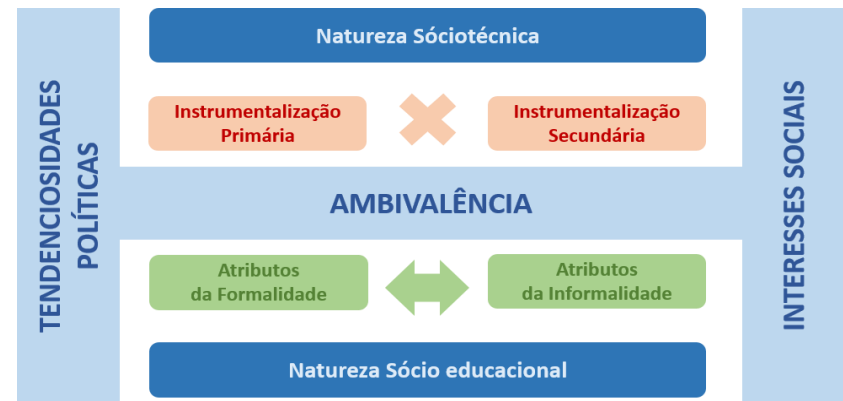 TENDENCIOSIDADES
POLÍTICAS
Natureza Sóciotécnica
Instrumentalização
Primária
Instrumentalização
Secundária
AMBIVALÊNCIA
Atributos
da Formalidade
Atributos
da Informalidade
Natureza Sócio educacional
INTERESSES SOCIAIS